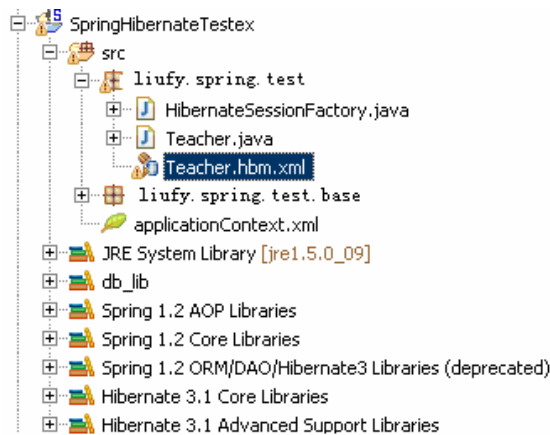 SpringHibernateTestex
src
liufy.spring.test
HibernateSessionFactory.java
Teacher.java
Teacher.hbm.xml
liufy.spring.test.base
applicationContext.xml
JRE System Library [jre1.5.0_09]
db_lib
Spring 1.2 AOP Libraries
Spring 1.2 Core Libraries
Spring 1.2 ORM/DAO/Hibernate3 Libraries (deprecated)
Hibernate 3.1 Core Libraries
Hibernate 3.1 Advanced Support Libraries